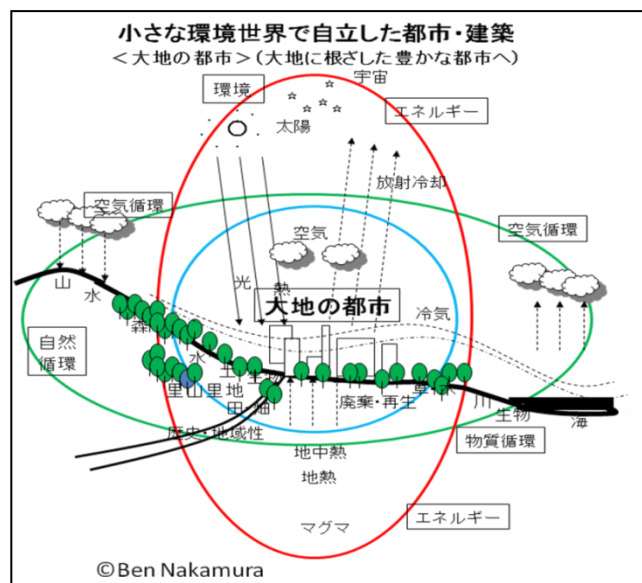 小さな環境世界で自立した都市・建築
＜大地の都市＞（大地に根ざした豊かな都市へ）
宇宙
環境
エネルギー
太陽
放射冷却
空気循環
空気
空気循環
光 熱
山
水
大地の都市
冷気
自然
循環
森
水
土
生物
里山里地
田 畑
廃棄・再生
川
生物
海
歴史・地域性
物質循環
地中熱
地熱
マグマ
エネルギー
©Ben Nakamura